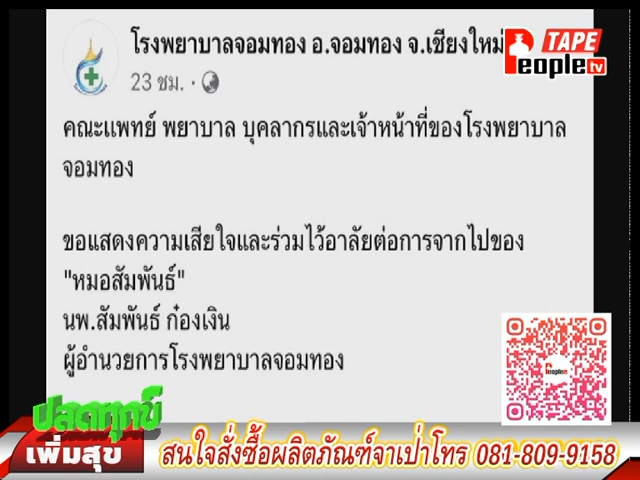 โรงพยาบาลจอมทอง อ.จอมทอง จ.เชียงใหม่
TAPE
Peopletv
23 ชม. ·
คณะแพทย์ พยาบาล บุคลากรและเจ้าหน้าที่ของโรงพยาบาล
จอมทอง
ขอแสดงความเสียใจและร่วมไว้อาลัยต่อการจากไปของ
"หมอสัมพันธ์"
นพ.สัมพันธ์ ก๋องเงิน
ผู้อำนวยการโรงพยาบาลจอมทอง
Peopletv
ปลดทุกข์
เพิ่มสุข
สนใจสั่งซื้อผลิตภัณฑ์จาเป่าโทร 081-809-9158